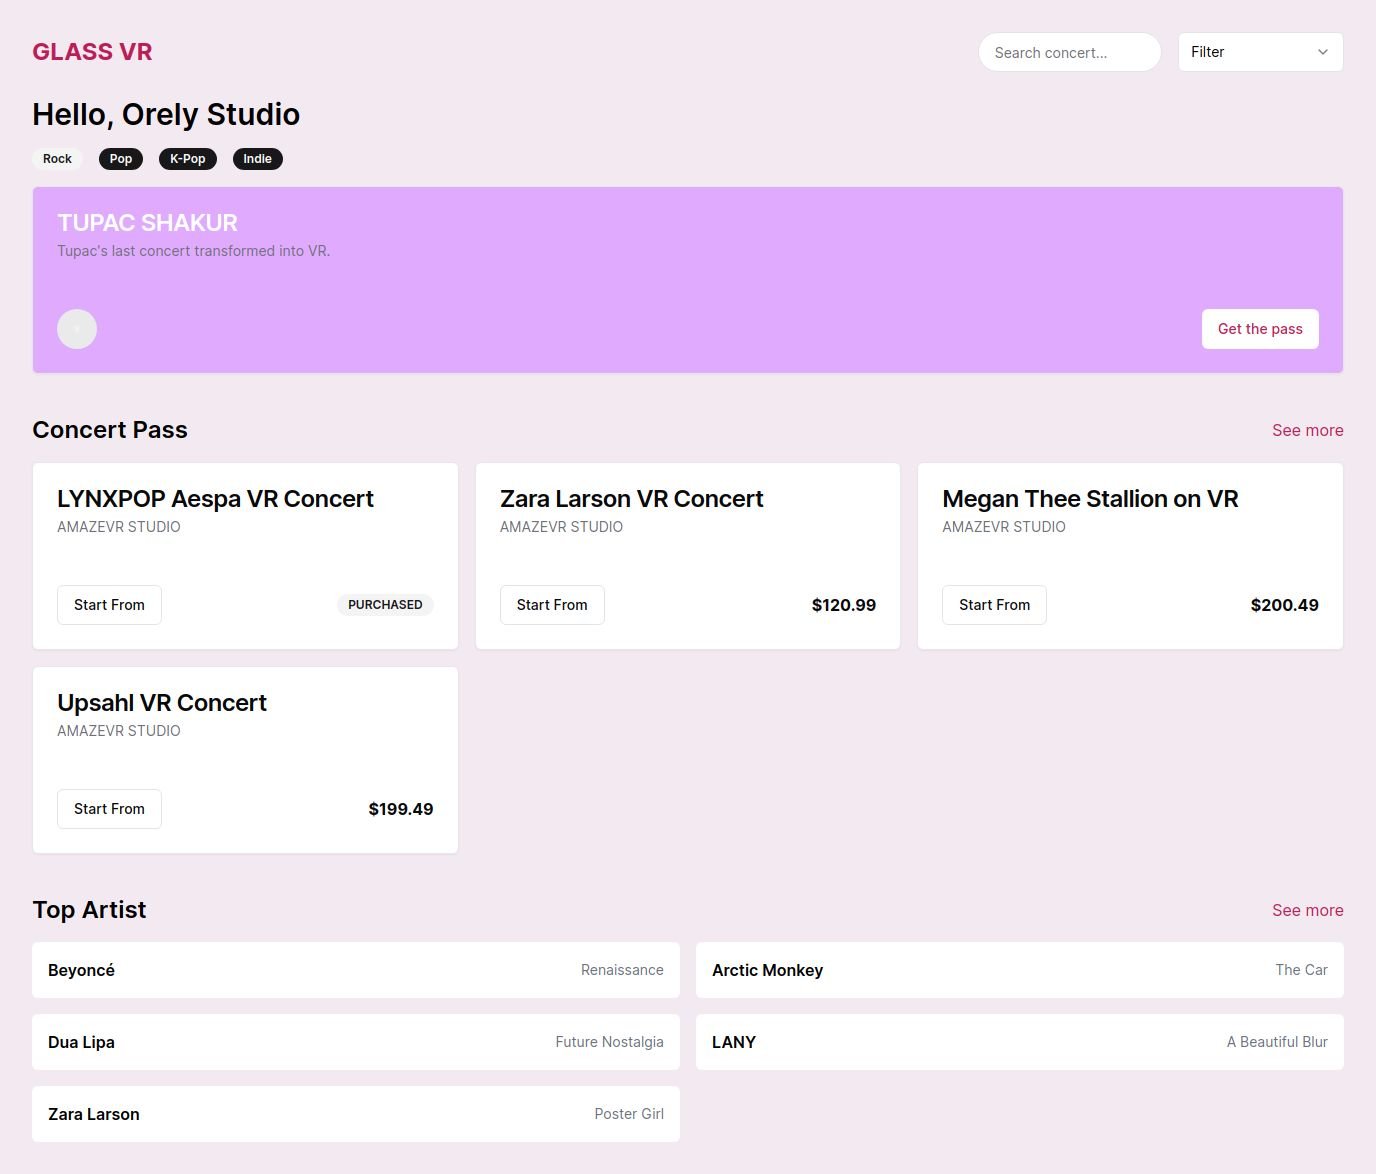 GLASS VR
Search concert...
Filter
Hello, Orely Studio
Rock
Pop
K-Pop
Indie
TUPAC SHAKUR
Tupac's last concert transformed into VR.
Get the pass
Concert Pass
See more
LYNXPOP Aespa VR Concert
AMAZEVR STUDIO
Start From
PURCHASED
Zara Larson VR Concert
AMAZEVR STUDIO
Start From
$120.99
Megan Thee Stallion on VR
AMAZEVR STUDIO
Start From
$200.49
Upsahl VR Concert
AMAZEVR STUDIO
Start From
$199.49
Top Artist
See more
Beyoncé
Renaissance
Arctic Monkey
The Car
Dua Lipa
Future Nostalgia
LANY
A Beautiful Blur
Zara Larson
Poster Girl